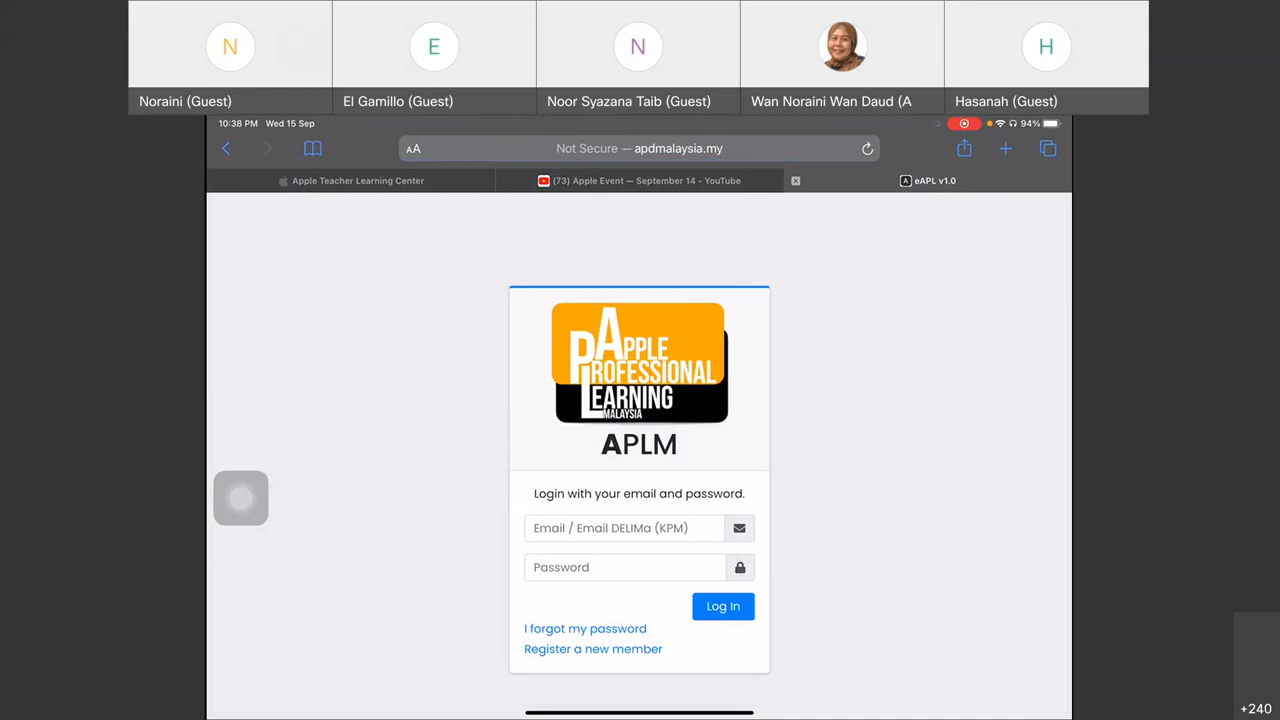 N
E
N
H
Noraini (Guest)
El Gamillo (Guest)
Noor Syazana Taib (Guest)
Wan Noraini Wan Daud (A
Hasanah (Guest)
10:38 PM Wed 15 Sep
94%
AA
Not Secure — apdmalaysia.my
Apple Teacher Learning Center
(73) Apple Event — September 14 - YouTube
A
eAPL v1.0
APPLE
PROFESSIONAL
LEARNING
MALAYSIA
APLM
Login with your email and password.
Email / Email DELIMa (KPM)
Password
Log In
I forgot my password
Register a new member
+240